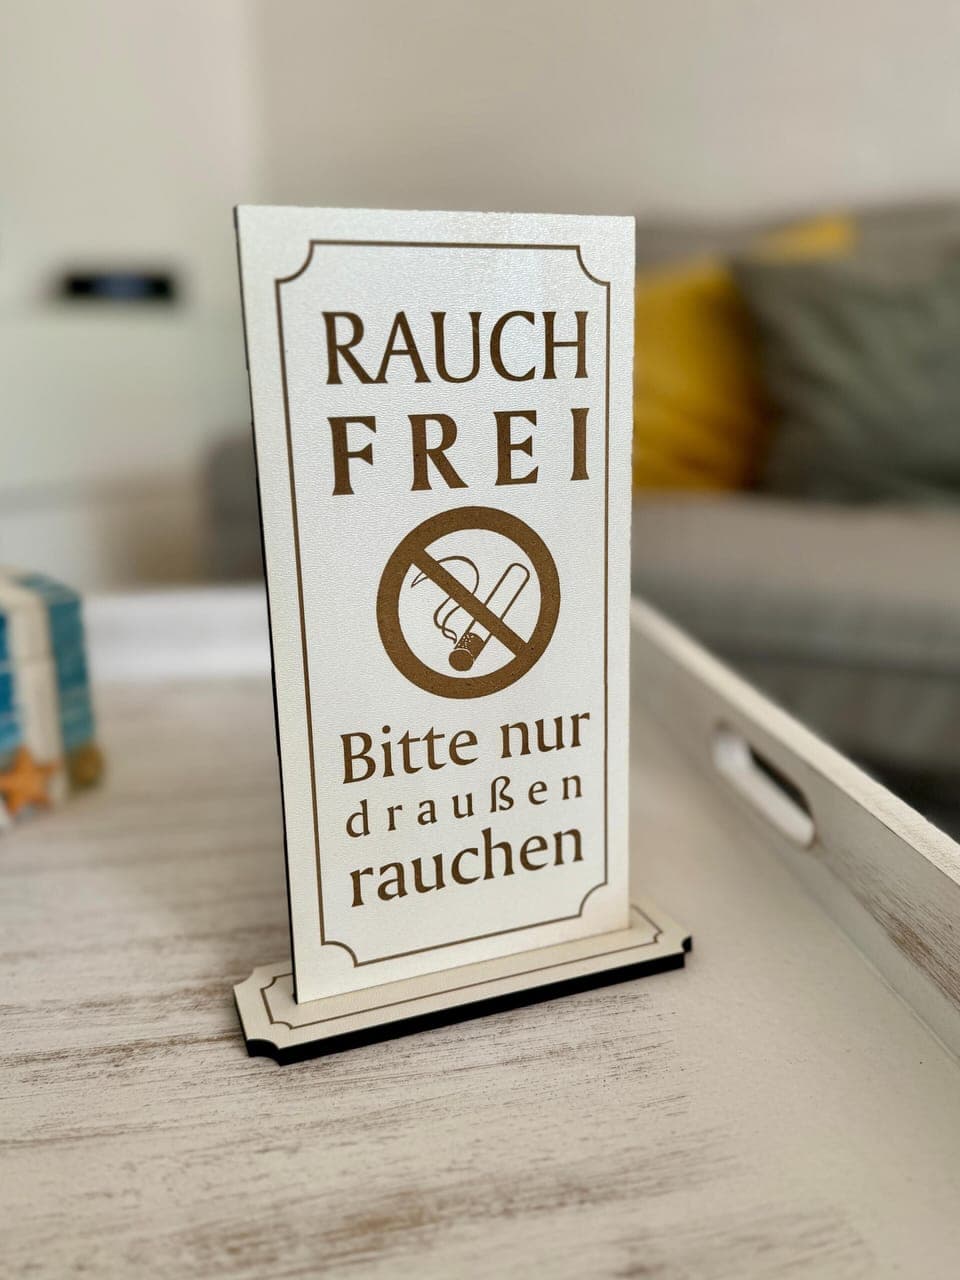 RAUCH
FREI
Bitte nur
draußen
rauchen